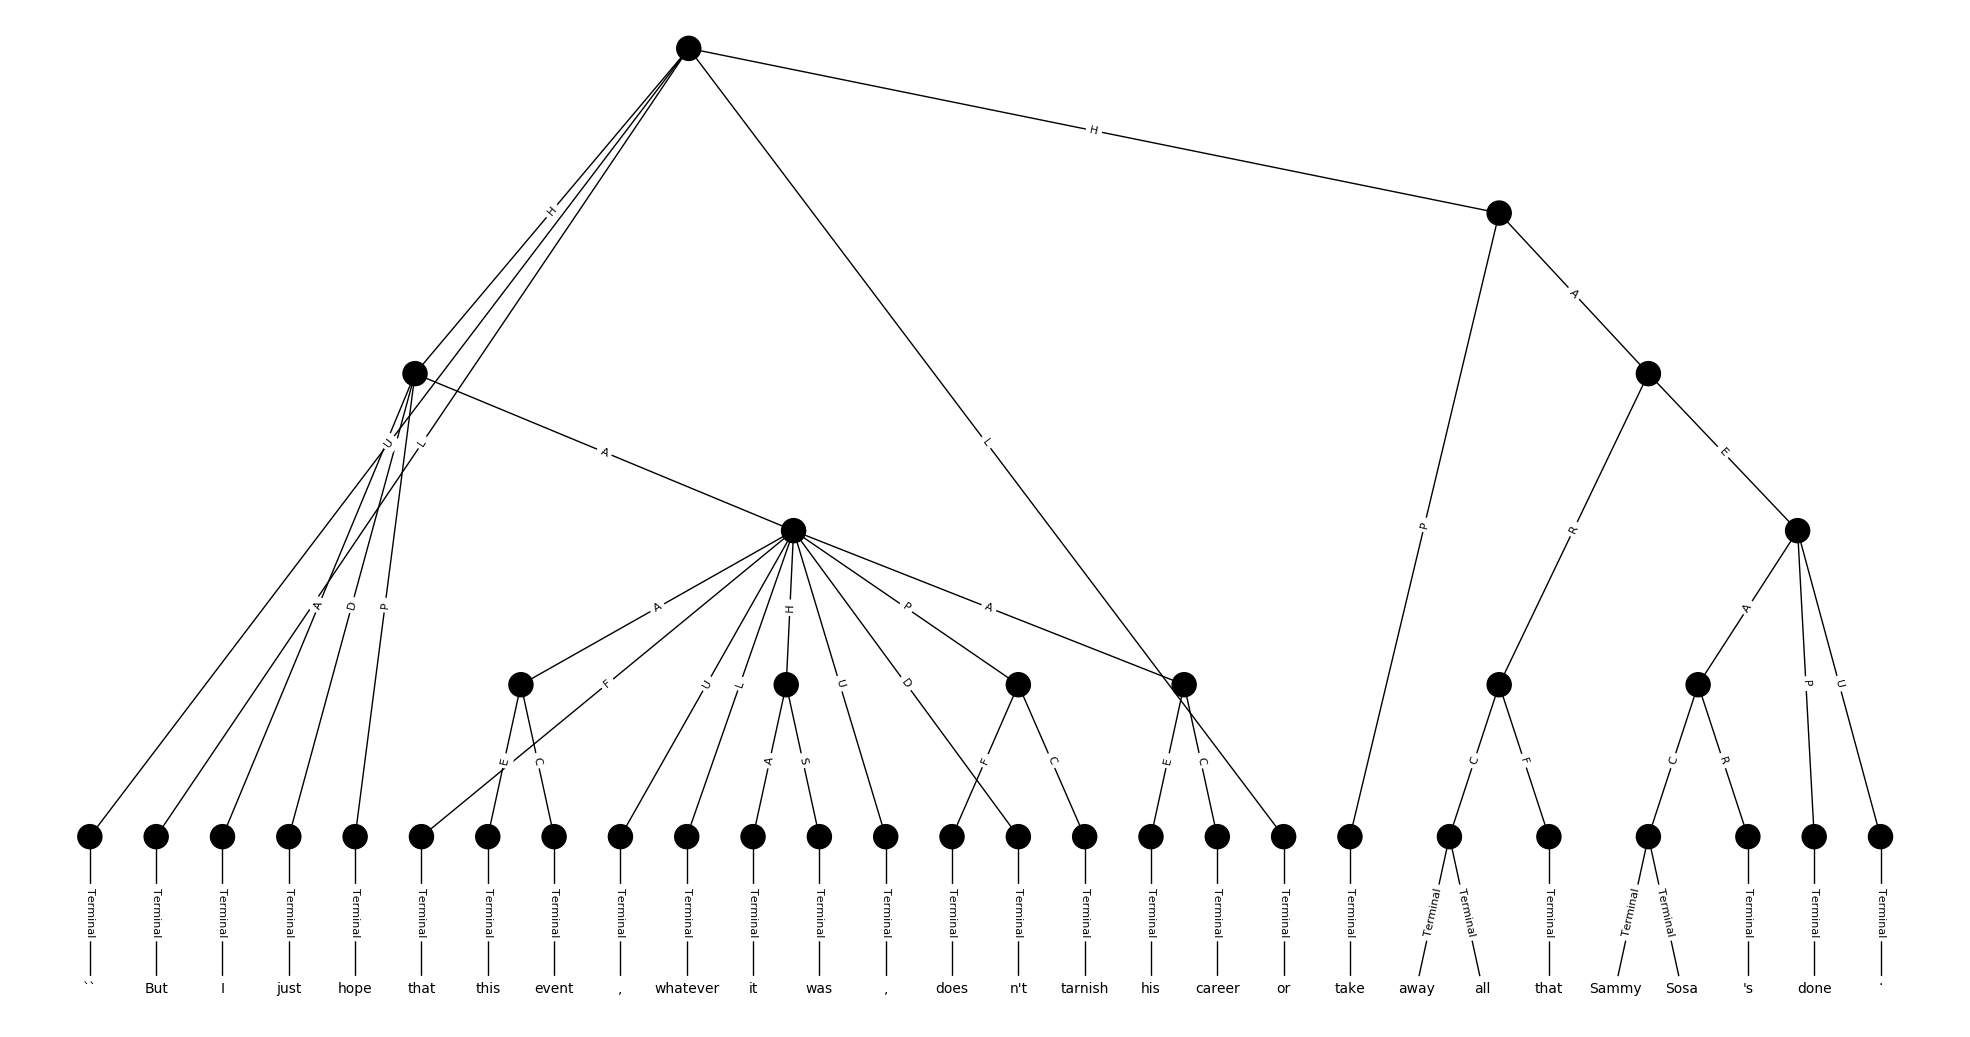 H
H
A
H
A
U
L
L
A
E
P
R
A
D
P
A
H
P
A
A
F
U
L
U
D
P
U
E
C
A
S
F
C
E
C
C
F
C
R
Terminal Terminal Terminal Terminal Terminal Terminal Terminal Terminal Terminal Terminal Terminal Terminal Terminal Terminal Terminal Terminal Terminal Terminal Terminal Terminal Terminal Terminal Terminal Terminal Terminal Terminal Terminal Terminal
`` But I just hope that this event , whatever it was , does n't tarnish his career or take away all that Sammy Sosa 's done .